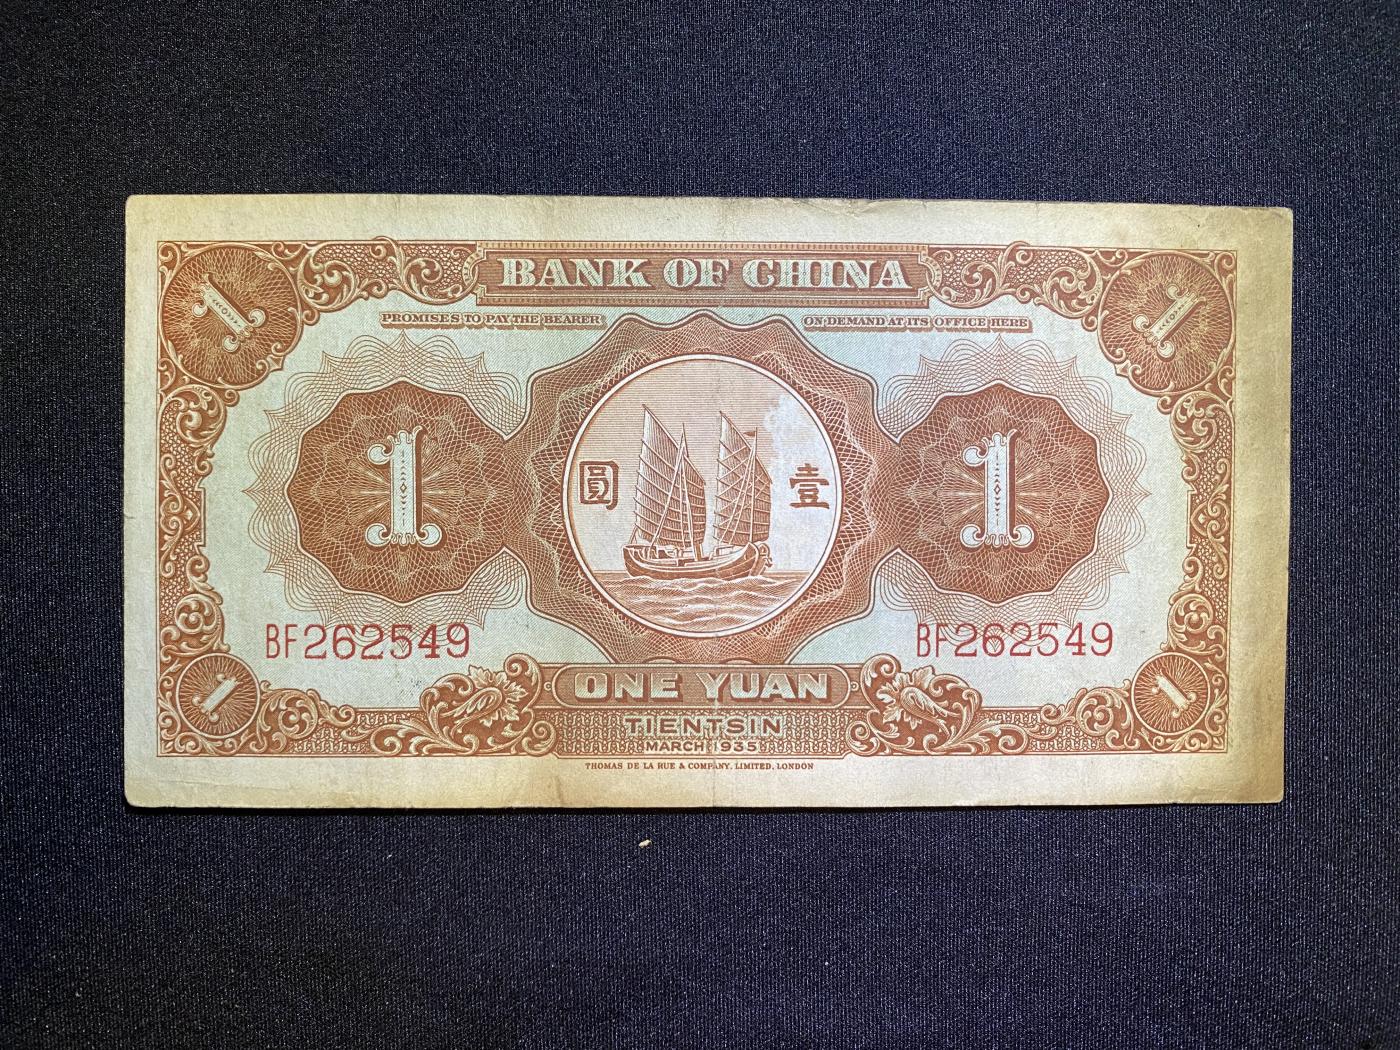 1 BANK OF CHINA 1
PROMISES TO PAY THE BEARER ON DEMAND AT ITS OFFICE HERE
1 圓 壹 1
BF262549 BF262549
1 ONE YUAN 1
TIENTSIN
MARCH 1935
THOMAS DE LA RUE & COMPANY, LIMITED, LONDON